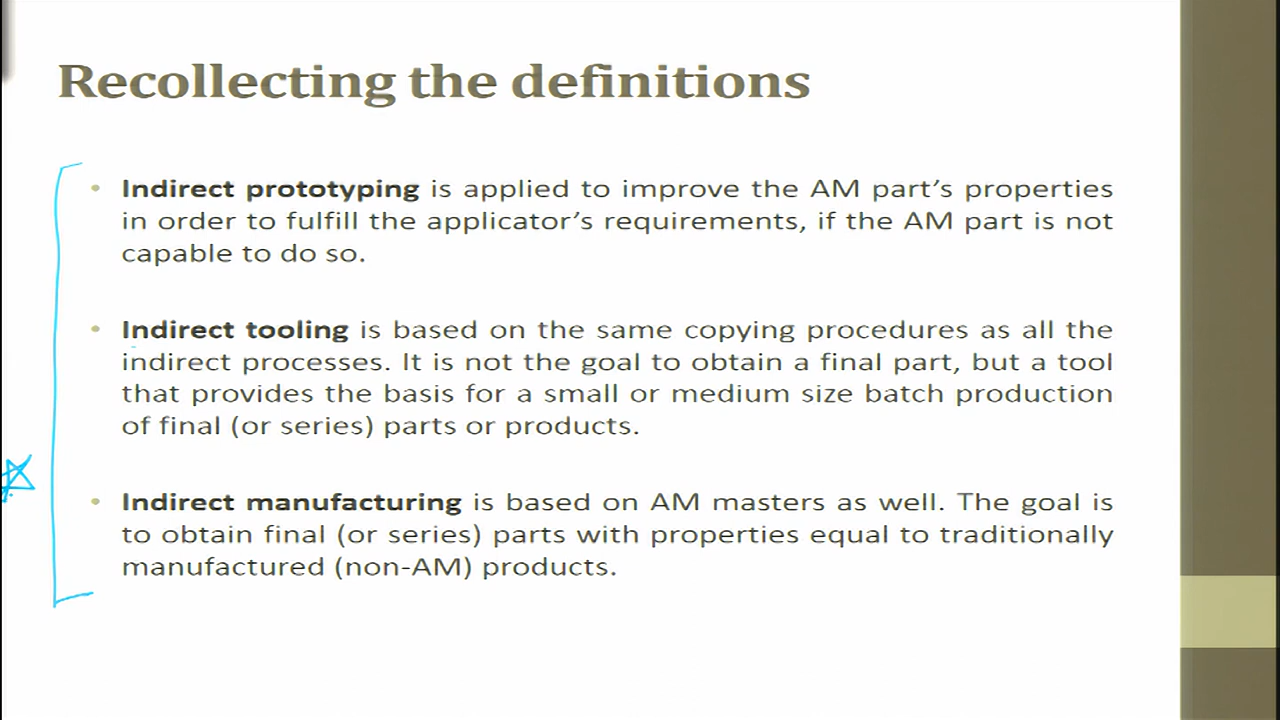 Recollecting the definitions
• Indirect prototyping is applied to improve the AM part's properties
in order to fulfill the applicator's requirements, if the AM part is not
capable to do so.
• Indirect tooling is based on the same copying procedures as all the
indirect processes. It is not the goal to obtain a final part, but a tool
that provides the basis for a small or medium size batch production
of final (or series) parts or products.
• Indirect manufacturing is based on AM masters as well. The goal is
to obtain final (or series) parts with properties equal to traditionally
manufactured (non-AM) products.